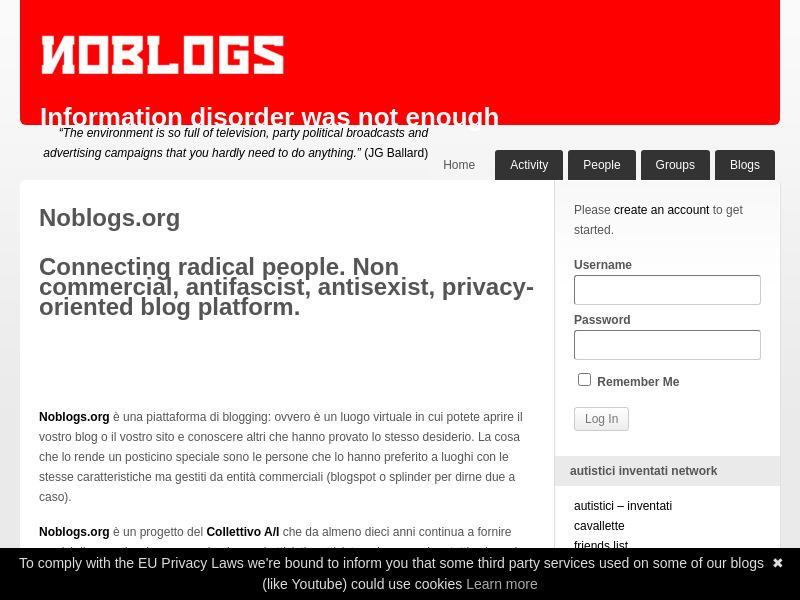 NOBLOGS
Information disorder was not enough
“The environment is so full of television, party political broadcasts and
advertising campaigns that you hardly need to do anything.” (JG Ballard)
Home
Activity
People
Groups
Blogs
Noblogs.org
Connecting radical people. Non
commercial, antifascist, antisexist, privacy-
oriented blog platform.
Noblogs.org è una piattaforma di blogging: ovvero è un luogo virtuale in cui potete aprire il
vostro blog o il vostro sito e conoscere altri che hanno provato lo stesso desiderio. La cosa
che lo rende un posticino speciale sono le persone che lo hanno preferito a luoghi con le
stesse caratteristiche ma gestiti da entità commerciali (blogspot o splinder per dirne due a
caso).
Noblogs.org è un progetto del Collettivo A/I che da almeno dieci anni continua a fornire
Please create an account to get
started.
Username
Password
Remember Me
Log In
autistici inventati network
autistici – inventati
cavallette
friends list
To comply with the EU Privacy Laws we're bound to inform you that some third party services used on some of our blogs ✖
(like Youtube) could use cookies Learn more